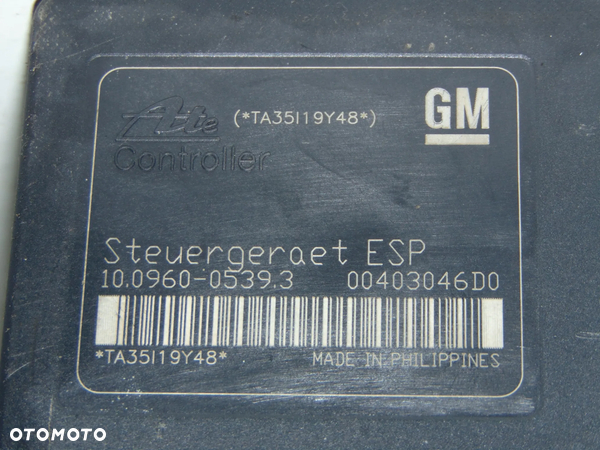 Ate
(*TA35I19Y48*)
GM
Controller
Steuergeraet ESP
10.0960-0539.3 00403046D0
*TA35I19Y48*
MADE IN PHILIPPINES
OTOMOTO